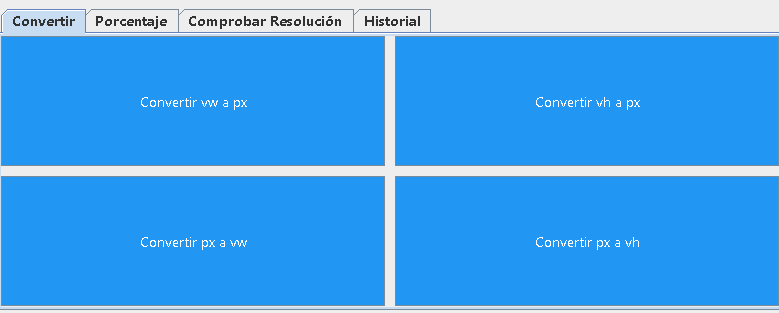 Convertir Porcentaje Comprobar Resolución Historial
Convertir vw a px Convertir vh a px
Convertir px a vw Convertir px a vh